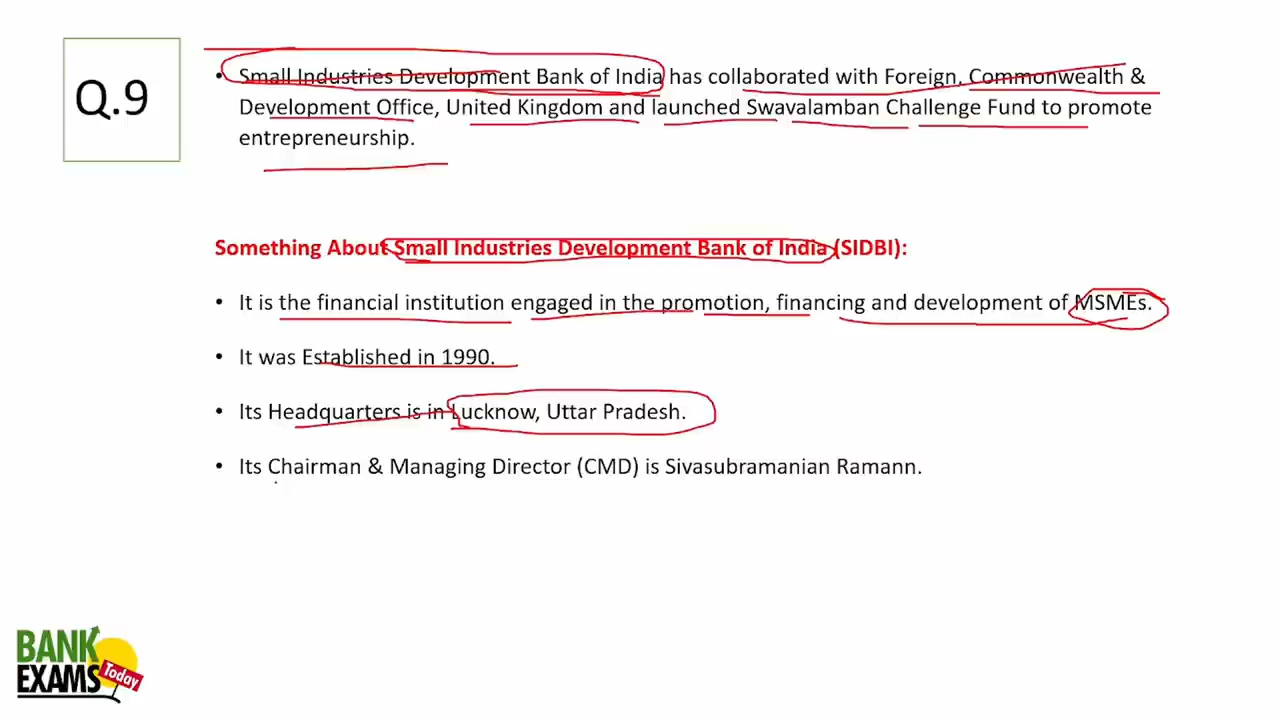 Q.9
• Small Industries Development Bank of India has collaborated with Foreign, Commonwealth &
Development Office, United Kingdom and launched Swavalamban Challenge Fund to promote
entrepreneurship.
Something About Small Industries Development Bank of India (SIDBI):
• It is the financial institution engaged in the promotion, financing and development of MSMEs.
• It was Established in 1990.
• Its Headquarters is in Lucknow, Uttar Pradesh.
• Its Chairman & Managing Director (CMD) is Sivasubramanian Ramann.
BANK
EXAMS
Today